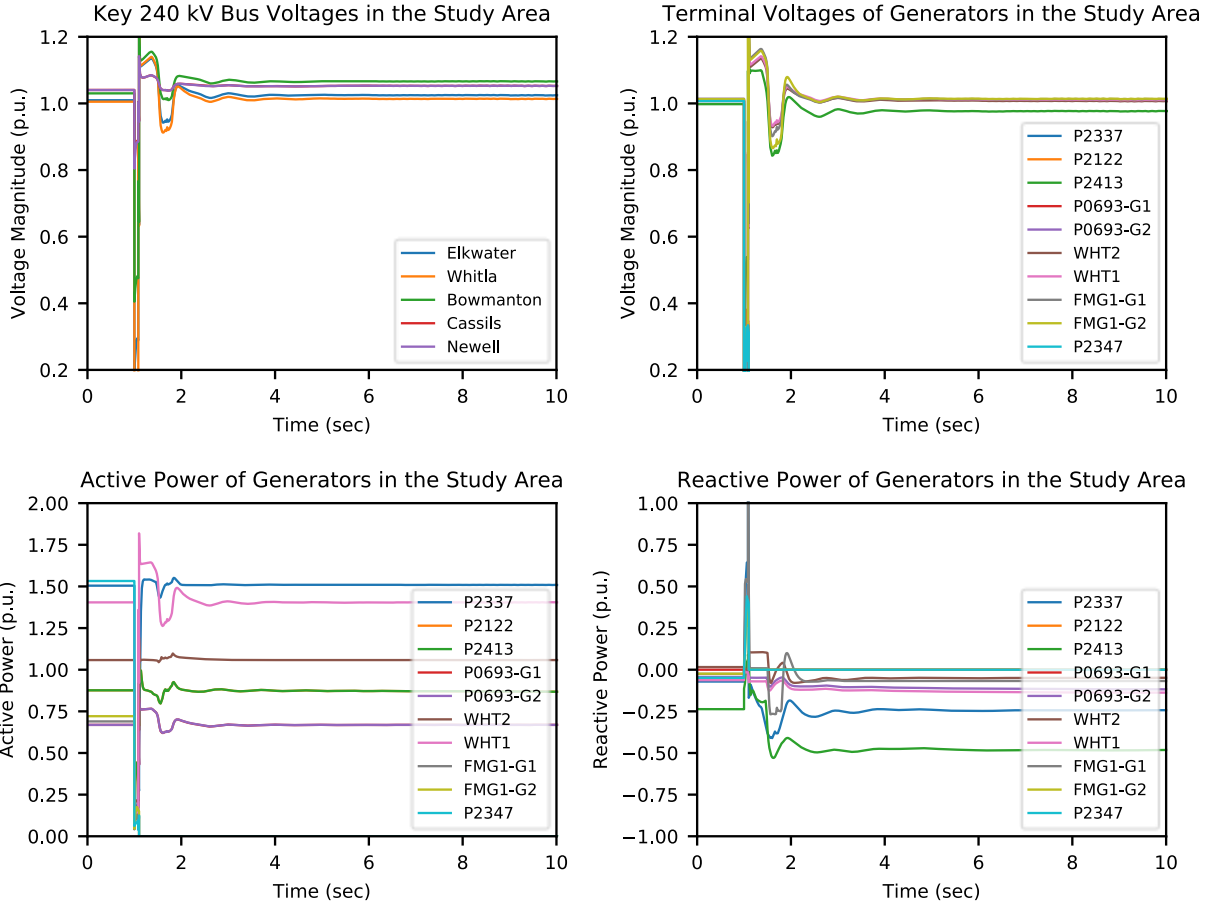 Key 240 kV Bus Voltages in the Study Area
1.2
1.0
0.8
0.6
0.4
0.2
Voltage Magnitude (p.u.)
Elkwater
Whitla
Bowmanton
Cassils
Newell
0 2 4 6 8 10
Time (sec)
Terminal Voltages of Generators in the Study Area
1.2
1.0
0.8
0.6
0.4
0.2
Voltage Magnitude (p.u.)
P2337
P2122
P2413
P0693-G1
P0693-G2
WHT2
WHT1
FMG1-G1
FMG1-G2
P2347
0 2 4 6 8 10
Time (sec)
Active Power of Generators in the Study Area
2.00
1.75
1.50
1.25
1.00
0.75
0.50
0.25
0.00
Active Power (p.u.)
P2337
P2122
P2413
P0693-G1
P0693-G2
WHT2
WHT1
FMG1-G1
FMG1-G2
P2347
0 2 4 6 8 10
Time (sec)
Reactive Power of Generators in the Study Area
1.00
0.75
0.50
0.25
0.00
−0.25
−0.50
−0.75
−1.00
Reactive Power (p.u.)
P2337
P2122
P2413
P0693-G1
P0693-G2
WHT2
WHT1
FMG1-G1
FMG1-G2
P2347
0 2 4 6 8 10
Time (sec)